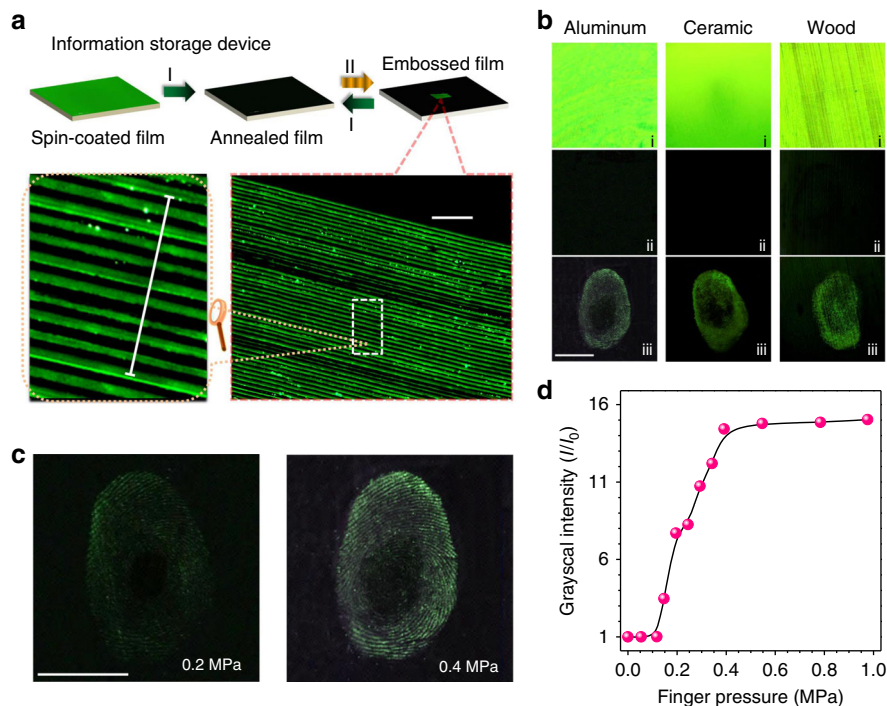 a
Information storage device
I
II
I
Embossed film
Spin-coated film
Annealed film
b
Aluminum
Ceramic
Wood
i
i
i
ii
ii
ii
iii
iii
iii
c
0.2 MPa
0.4 MPa
d
16
11
6
1
Grayscal intensity (I/I0)
0.0
0.2
0.4
0.6
0.8
1.0
Finger pressure (MPa)